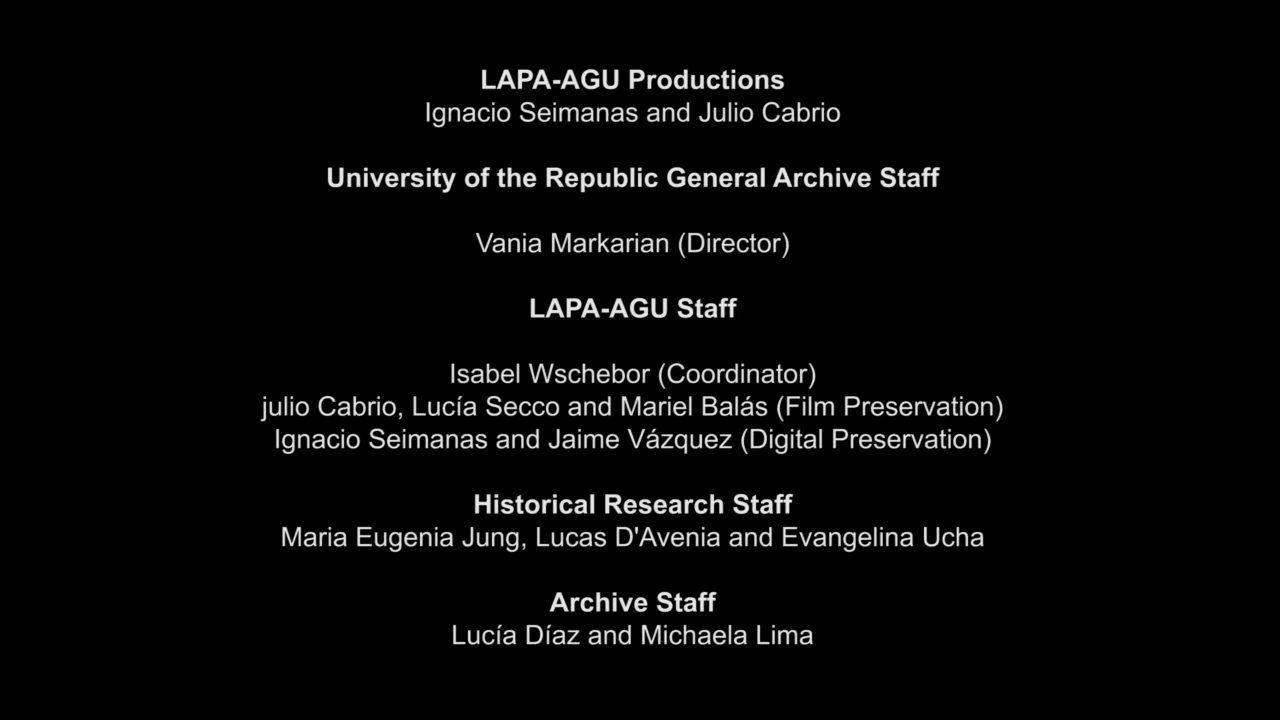 LAPA-AGU Productions
Ignacio Seimanas and Julio Cabrio
University of the Republic General Archive Staff
Vania Markarian (Director)
LAPA-AGU Staff
Isabel Wschebor (Coordinator)
julio Cabrio, Lucía Secco and Mariel Balás (Film Preservation)
Ignacio Seimanas and Jaime Vázquez (Digital Preservation)
Historical Research Staff
Maria Eugenia Jung, Lucas D'Avenia and Evangelina Ucha
Archive Staff
Lucía Díaz and Michaela Lima